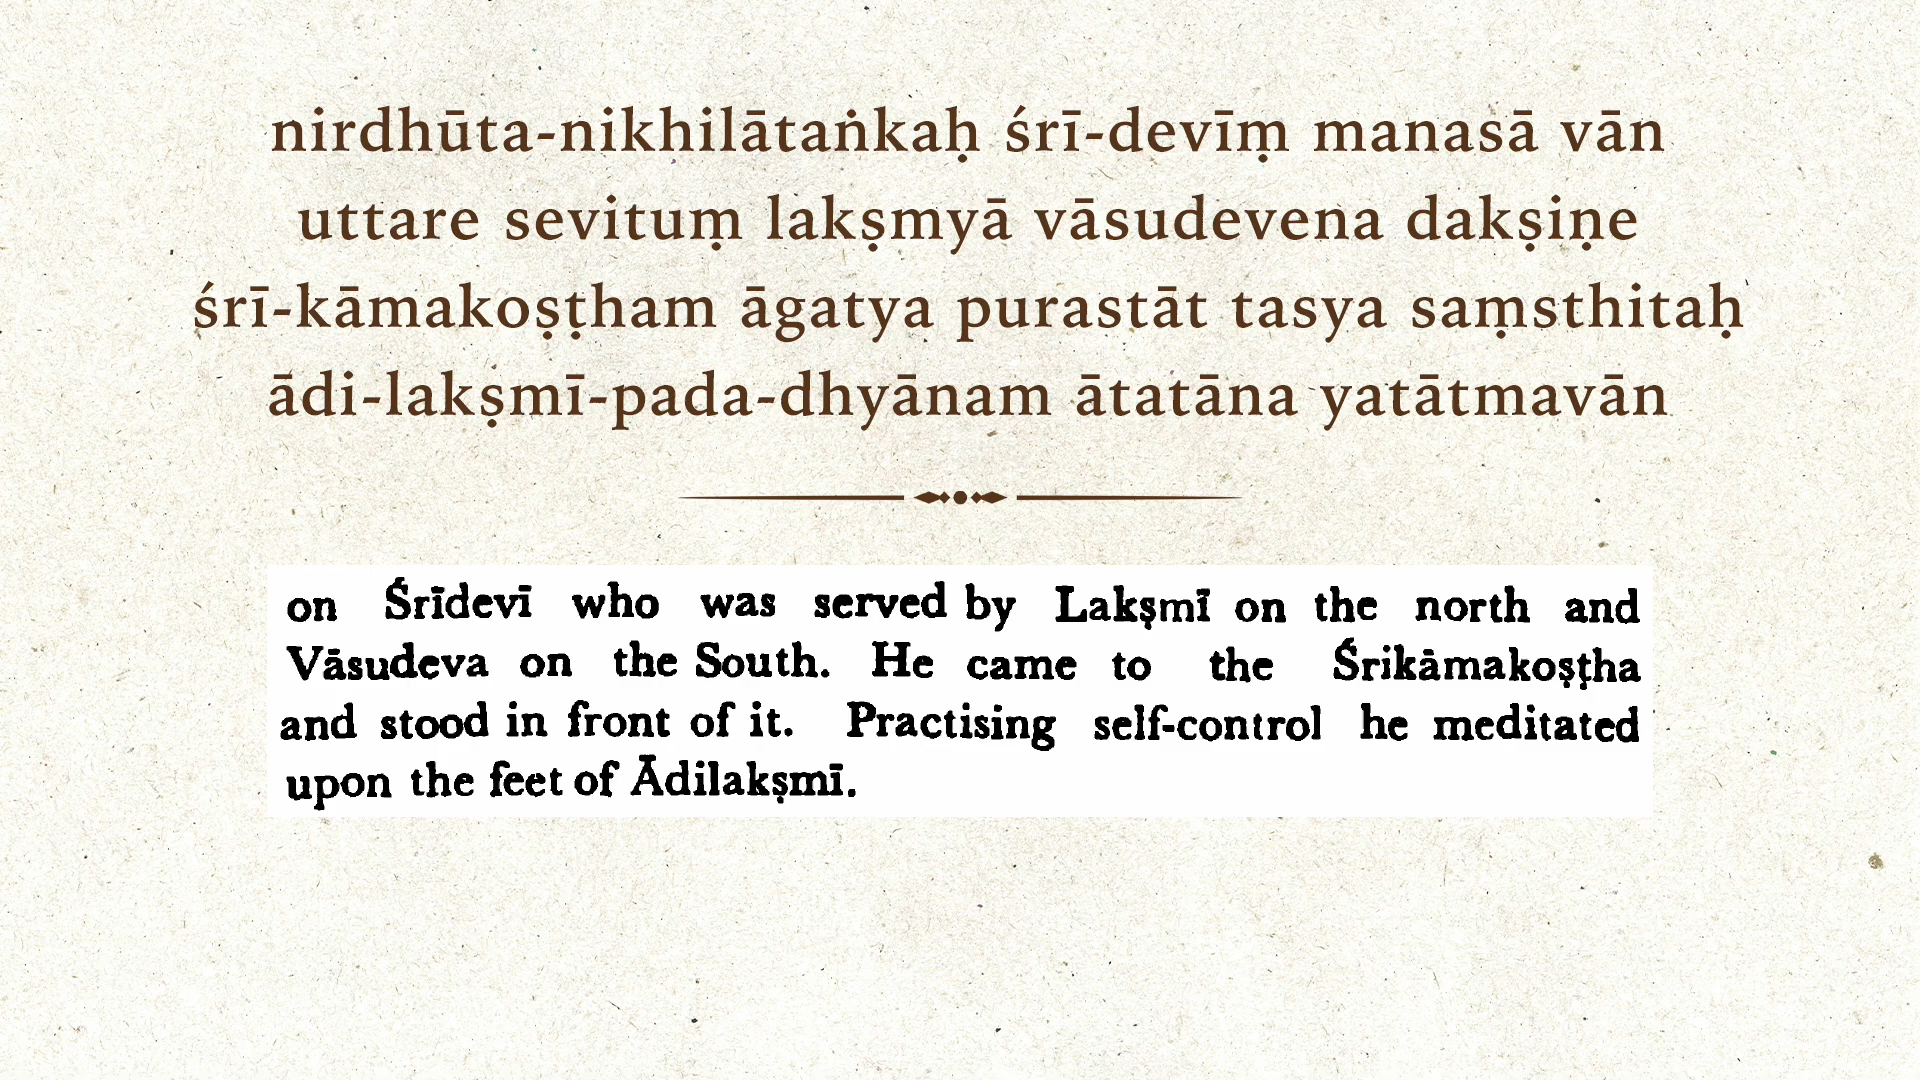 nirdhūta-nikhilātaṅkaḥ śrī-devīṃ manasā vān
uttare sevituṃ lakṣmyā vāsudevena dakṣiṇe
śrī-kāmakoṣṭham āgatya purastāt tasya saṃsthitaḥ
ādi-lakṣmī-pada-dhyānam ātatāna yatātmavān
on Śrīdevī who was served by Lakṣmī on the north and
Vāsudeva on the South. He came to the Śrikāmakoṣṭha
and stood in front of it. Practising self-control he meditated
upon the feet of Ādilakṣmī.